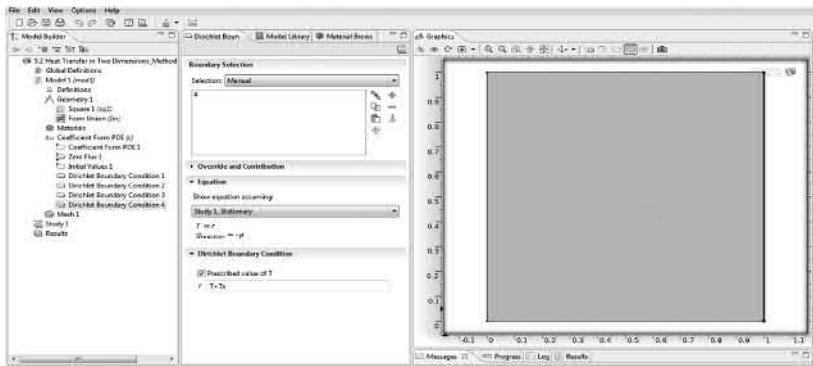 File Edit View Options Help
Model Builder
5.2 Heat Transfer in Two Dimensions_Method
Global Definitions
Model 1 (mod1)
Definitions
Geometry 1
Square 1 (sq1)
Form Union (fin)
Materials
Coefficient Form PDE (c)
Coefficient Form PDE 1
Zero Flux 1
Initial Values 1
Dirichlet Boundary Condition 1
Dirichlet Boundary Condition 2
Dirichlet Boundary Condition 3
Dirichlet Boundary Condition 4
Mesh 1
Study 1
Results
Dirichlet Boun
Model Library
Material Brows
Boundary Selection
Selection: Manual
4
Override and Contribution
Equation
Show equation assuming:
Study 1, Stationary
Dirichlet Boundary Condition
Prescribed value of T
r
Graphics
1
0.9
0.8
0.7
0.6
0.5
0.4
0.3
0.2
0.1
0
-0.1 0 0.1 0.2 0.3 0.4 0.5 0.6 0.7 0.8 0.9 1 1.1
Messages Progress Log Results